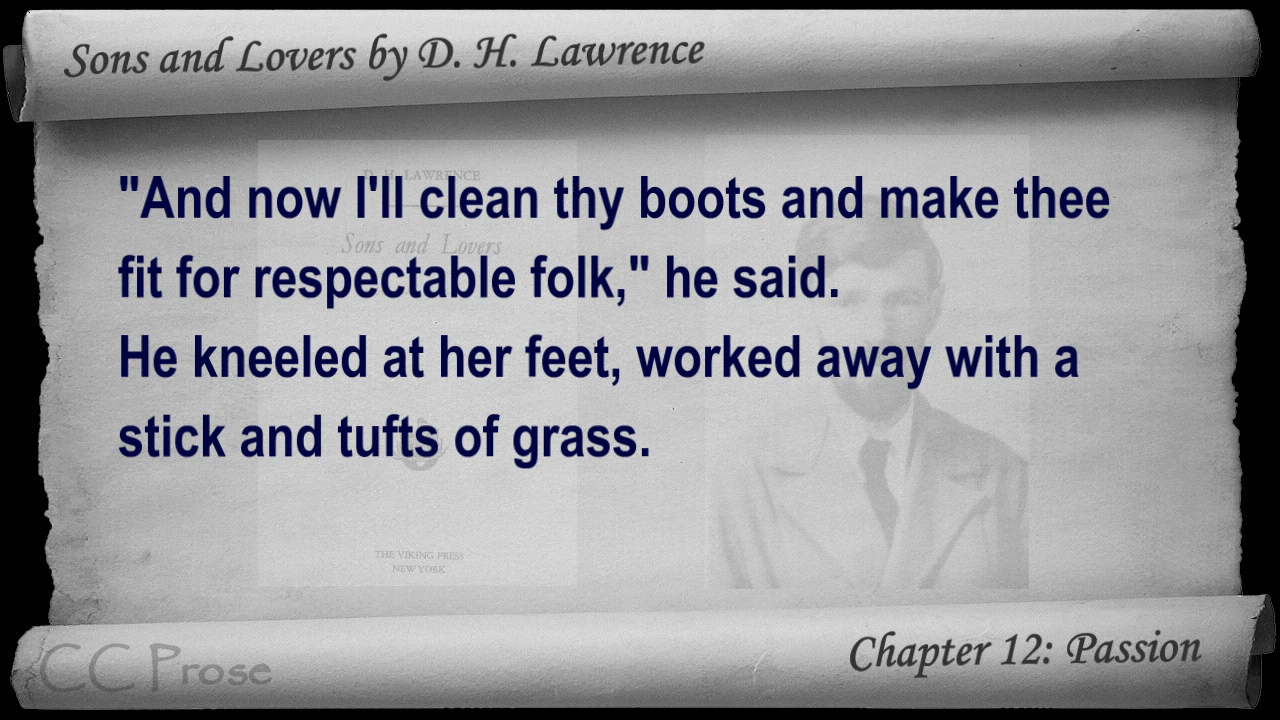 Sons and Lovers by D. H. Lawrence
D. H. LAWRENCE
"And now I'll clean thy boots and make thee
Sons and Lovers
fit for respectable folk," he said.
He kneeled at her feet, worked away with a
stick and tufts of grass.
THE VIKING PRESS
NEW YORK
CC Prose
Chapter 12: Passion